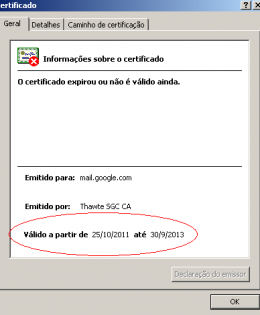 ertificado
Geral Detalhes Caminho de certificação
Informações sobre o certificado
O certificado expirou ou não é válido ainda.
Emitido para: mail.google.com
Emitido por: Thawte SGC CA
Válido a partir de 25/10/2011 até 30/9/2013
Declaração do emissor
OK